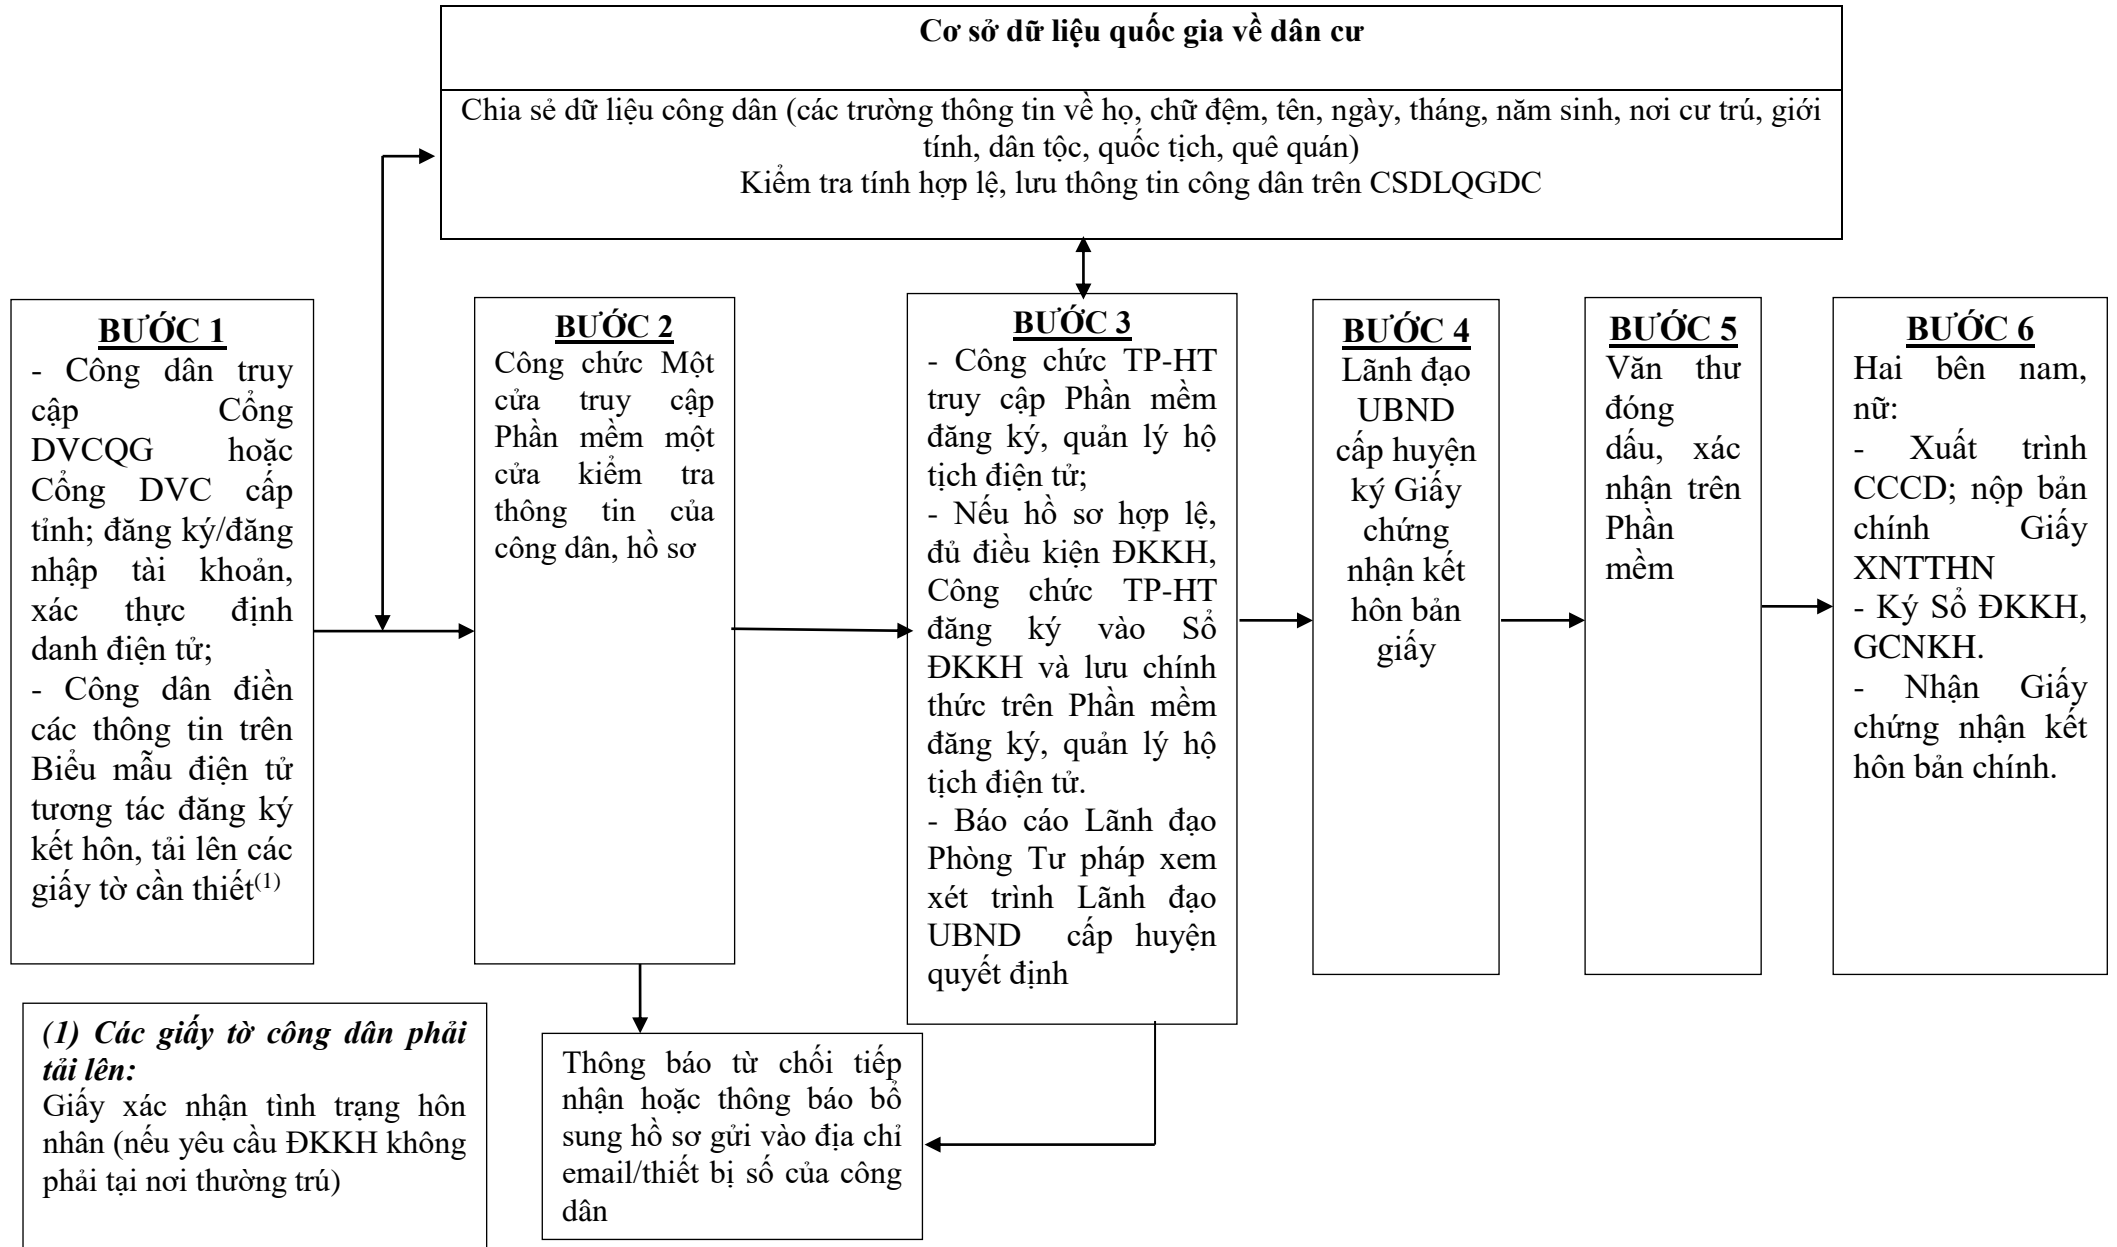 Cơ sở dữ liệu quốc gia về dân cư
Chia sẻ dữ liệu công dân (các trường thông tin về họ, chữ đệm, tên, ngày, tháng, năm sinh, nơi cư trú, giới
tính, dân tộc, quốc tịch, quê quán)
Kiểm tra tính hợp lệ, lưu thông tin công dân trên CSDLQGDC
BƯỚC 1
- Công dân truy
cập Cổng
DVCQG hoặc
Cổng DVC cấp
tỉnh; đăng ký/đăng
nhập tài khoản,
xác thực định
danh điện tử;
- Công dân điền
các thông tin trên
Biểu mẫu điện tử
tương tác đăng ký
kết hôn, tải lên các
giấy tờ cần thiết(1)
BƯỚC 2
Công chức Một
cửa truy cập
Phần mềm một
cửa kiểm tra
thông tin của
công dân, hồ sơ
BƯỚC 3
- Công chức TP-HT
truy cập Phần mềm
đăng ký, quản lý hộ
tịch điện tử;
- Nếu hồ sơ hợp lệ,
đủ điều kiện ĐKKH,
Công chức TP-HT
đăng ký vào Sổ
ĐKKH và lưu chính
thức trên Phần mềm
đăng ký, quản lý hộ
tịch điện tử.
- Báo cáo Lãnh đạo
Phòng Tư pháp xem
xét trình Lãnh đạo
UBND cấp huyện
quyết định
BƯỚC 4
Lãnh đạo
UBND
cấp huyện
ký Giấy
chứng
nhận kết
hôn bản
giấy
BƯỚC 5
Văn thư
đóng
dấu, xác
nhận trên
Phần
mềm
BƯỚC 6
Hai bên nam,
nữ:
- Xuất trình
CCCD; nộp bản
chính Giấy
XNTTHN
- Ký Sổ ĐKKH,
GCNKH.
- Nhận Giấy
chứng nhận kết
hôn bản chính.
(1) Các giấy tờ công dân phải
tải lên:
Giấy xác nhận tình trạng hôn
nhân (nếu yêu cầu ĐKKH không
phải tại nơi thường trú)
Thông báo từ chối tiếp
nhận hoặc thông báo bổ
sung hồ sơ gửi vào địa chỉ
email/thiết bị số của công
dân